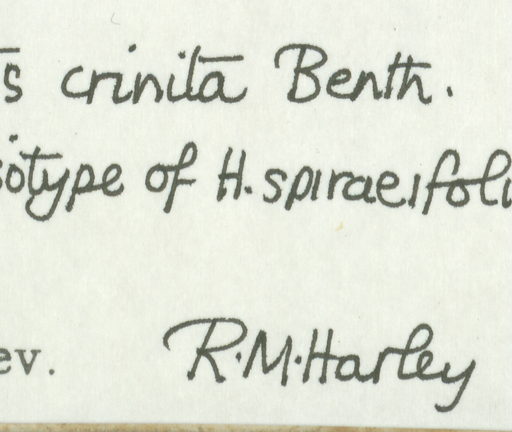 s crinita Benth.
sotype of H. spiraeifoli
ev. R.M.Harley